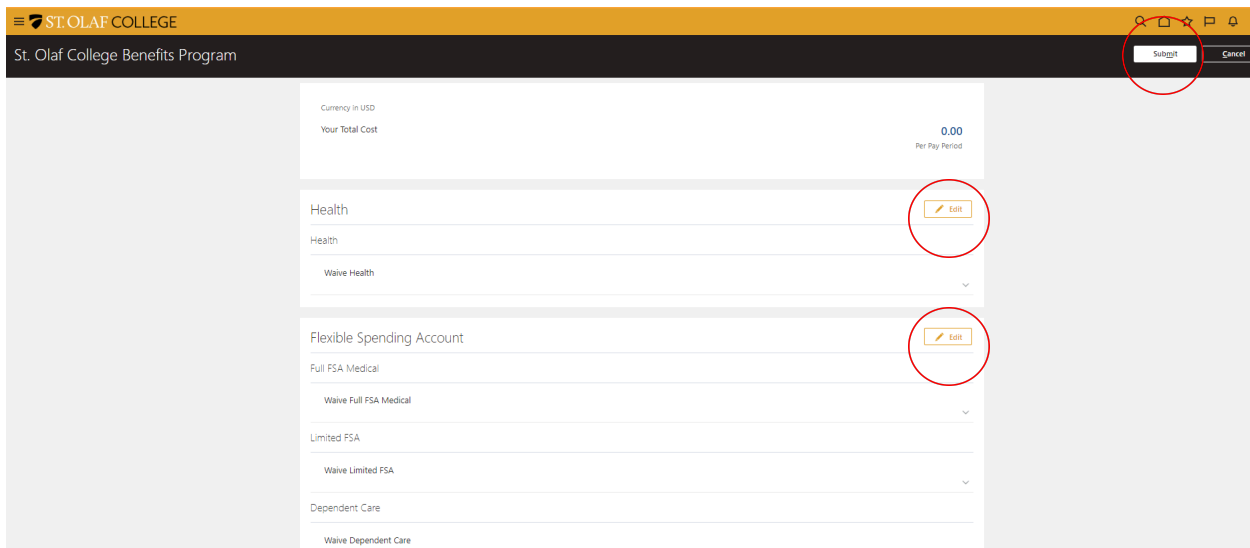 ST. OLAF COLLEGE
St. Olaf College Benefits Program
Submit
Cancel
Currency in USD
Your Total Cost
0.00
Per Pay Period
Health
Edit
Health
Waive Health
Flexible Spending Account
Edit
Full FSA Medical
Waive Full FSA Medical
Limited FSA
Waive Limited FSA
Dependent Care
Waive Dependent Care